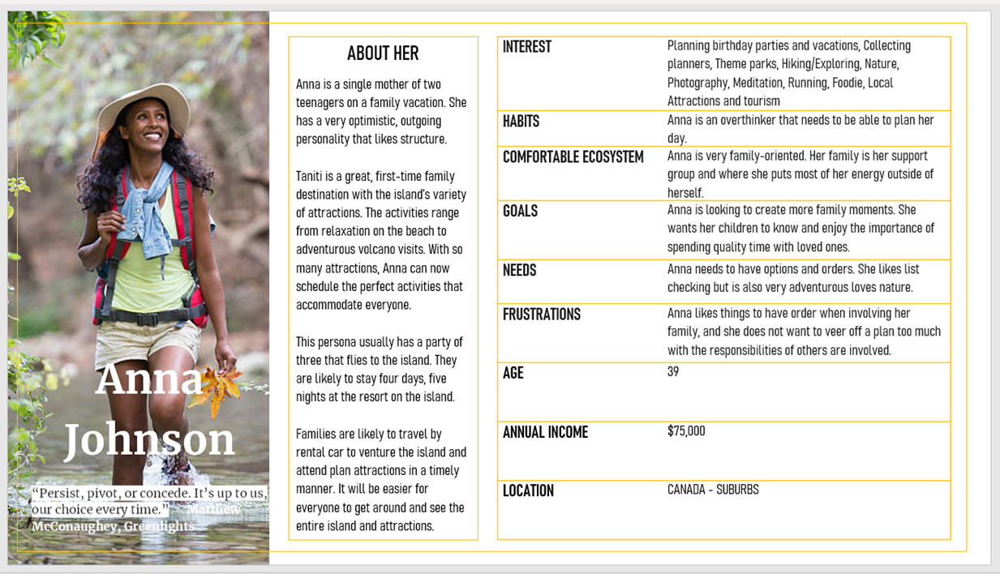 Anna
Johnson
“Persist, pivot, or concede. It’s up to us,
our choice every time.” Matthew
McConaughey, Greenlights
ABOUT HER
Anna is a single mother of two
teenagers on a family vacation. She
has a very optimistic, outgoing
personality that likes structure.
Taniti is a great, first-time family
destination with the island’s variety
of attractions. The activities range
from relaxation on the beach to
adventurous volcano visits. With so
many attractions, Anna can now
schedule the perfect activities that
accommodate everyone.
This persona usually has a party of
three that flies to the island. They
are likely to stay four days, five
nights at the resort on the island.
Families are likely to travel by
rental car to venture the island and
attend plan attractions in a timely
manner. It will be easier for
everyone to get around and see the
entire island and attractions.
INTEREST Planning birthday parties and vacations, Collecting
planners, Theme parks, Hiking/Exploring, Nature,
Photography, Meditation, Running, Foodie, Local
Attractions and tourism
HABITS Anna is an overthinker that needs to be able to plan her
day.
COMFORTABLE ECOSYSTEM Anna is very family-oriented. Her family is her support
group and where she puts most of her energy outside of
herself.
GOALS Anna is looking to create more family moments. She
wants her children to know and enjoy the importance of
spending quality time with loved ones.
NEEDS Anna needs to have options and orders. She likes list
checking but is also very adventurous loves nature.
FRUSTRATIONS Anna likes things to have order when involving her
family, and she does not want to veer off a plan too much
with the responsibilities of others are involved.
AGE 39
ANNUAL INCOME $75,000
LOCATION CANADA - SUBURBS